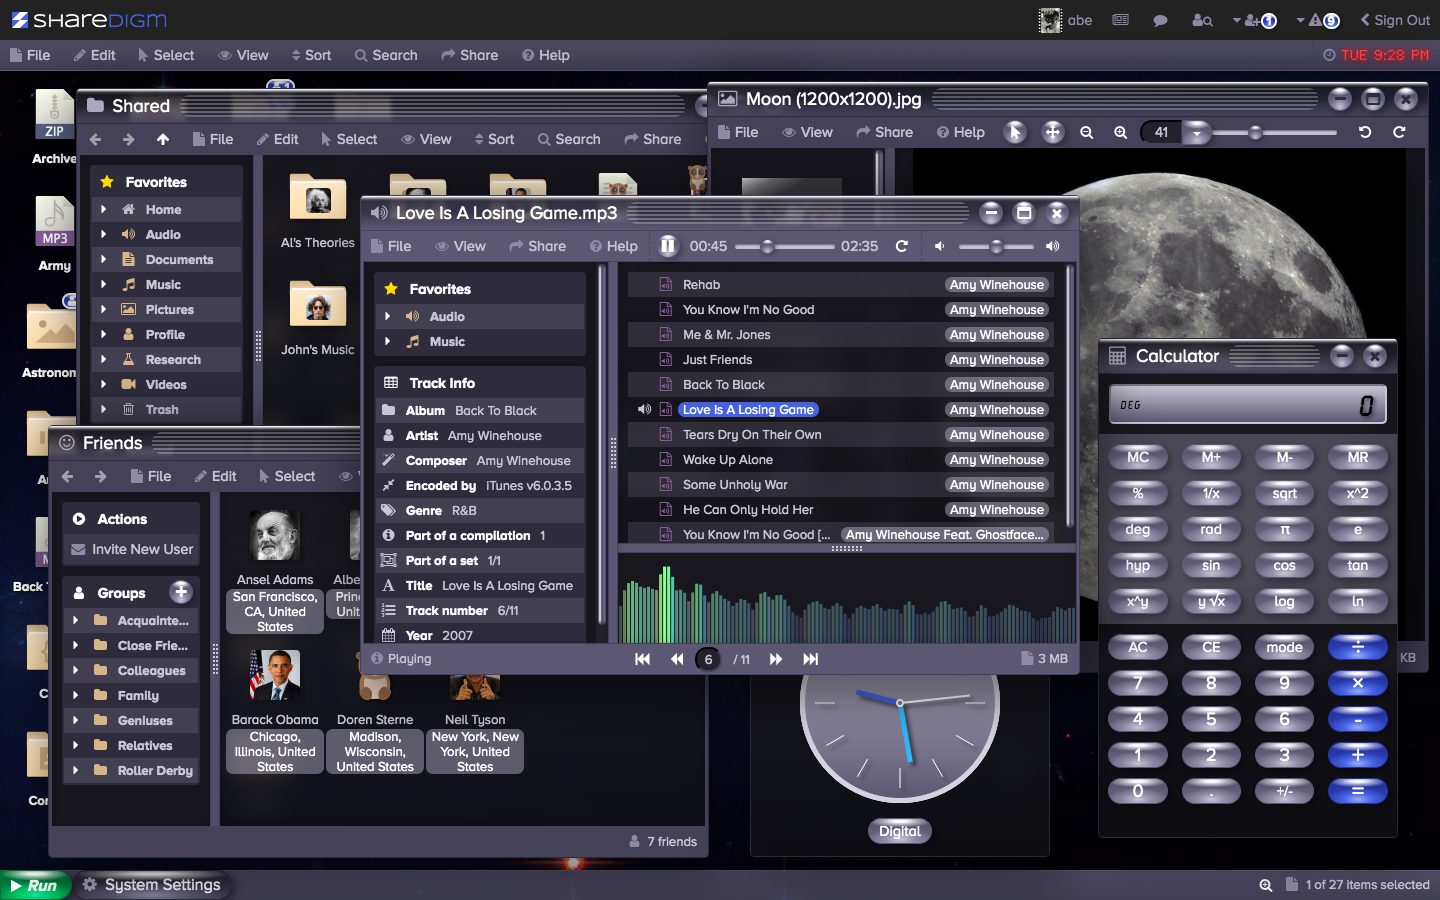 SHAREDIGM
abe
1
9
Sign Out
File Edit Select View Sort Search Share Help
TUE 9:28 PM
ZIP
Archive
MP3
Army
Astronom
Back T
Shared
File Edit Select View Sort Search Share
Favorites
Home
Audio
Documents
Music
Pictures
Profile
Research
Videos
Trash
Al's Theories
John's Music
Moon (1200x1200).jpg
File View Share Help
41
KB
Love Is A Losing Game.mp3
File View Share Help
00:45
02:35
Favorites
Audio
Music
Track Info
Album Back To Black
Artist Amy Winehouse
Composer Amy Winehouse
Encoded by iTunes v6.0.3.5
Genre R&B
Part of a compilation 1
Part of a set 1/1
Title Love Is A Losing Game
Track number 6/11
Year 2007
Rehab Amy Winehouse
You Know I'm No Good Amy Winehouse
Me & Mr. Jones Amy Winehouse
Just Friends Amy Winehouse
Back To Black Amy Winehouse
Love Is A Losing Game Amy Winehouse
Tears Dry On Their Own Amy Winehouse
Wake Up Alone Amy Winehouse
Some Unholy War Amy Winehouse
He Can Only Hold Her Amy Winehouse
You Know I'm No Good [... Amy Winehouse Feat. Ghostface...
Playing
6 / 11
3 MB
Friends
File Edit Select
Actions
Invite New User
Groups
Acquainte...
Close Frie...
Colleagues
Family
Geniuses
Relatives
Roller Derby
Ansel Adams
San Francisco,
CA, United
States
Albe
Prin
Unit
Barack Obama
Chicago,
Illinois, United
States
Doren Sterne
Madison,
Wisconsin,
United States
Neil Tyson
New York, New
York, United
States
7 friends
Calculator
DEG 0
MC M+ M- MR
% 1/x sqrt x^2
deg rad π e
hyp sin cos tan
x^y y√x log ln
AC CE mode ÷
7 8 9 ×
4 5 6 -
1 2 3 +
0 . +/- =
Digital
Run
System Settings
1 of 27 items selected